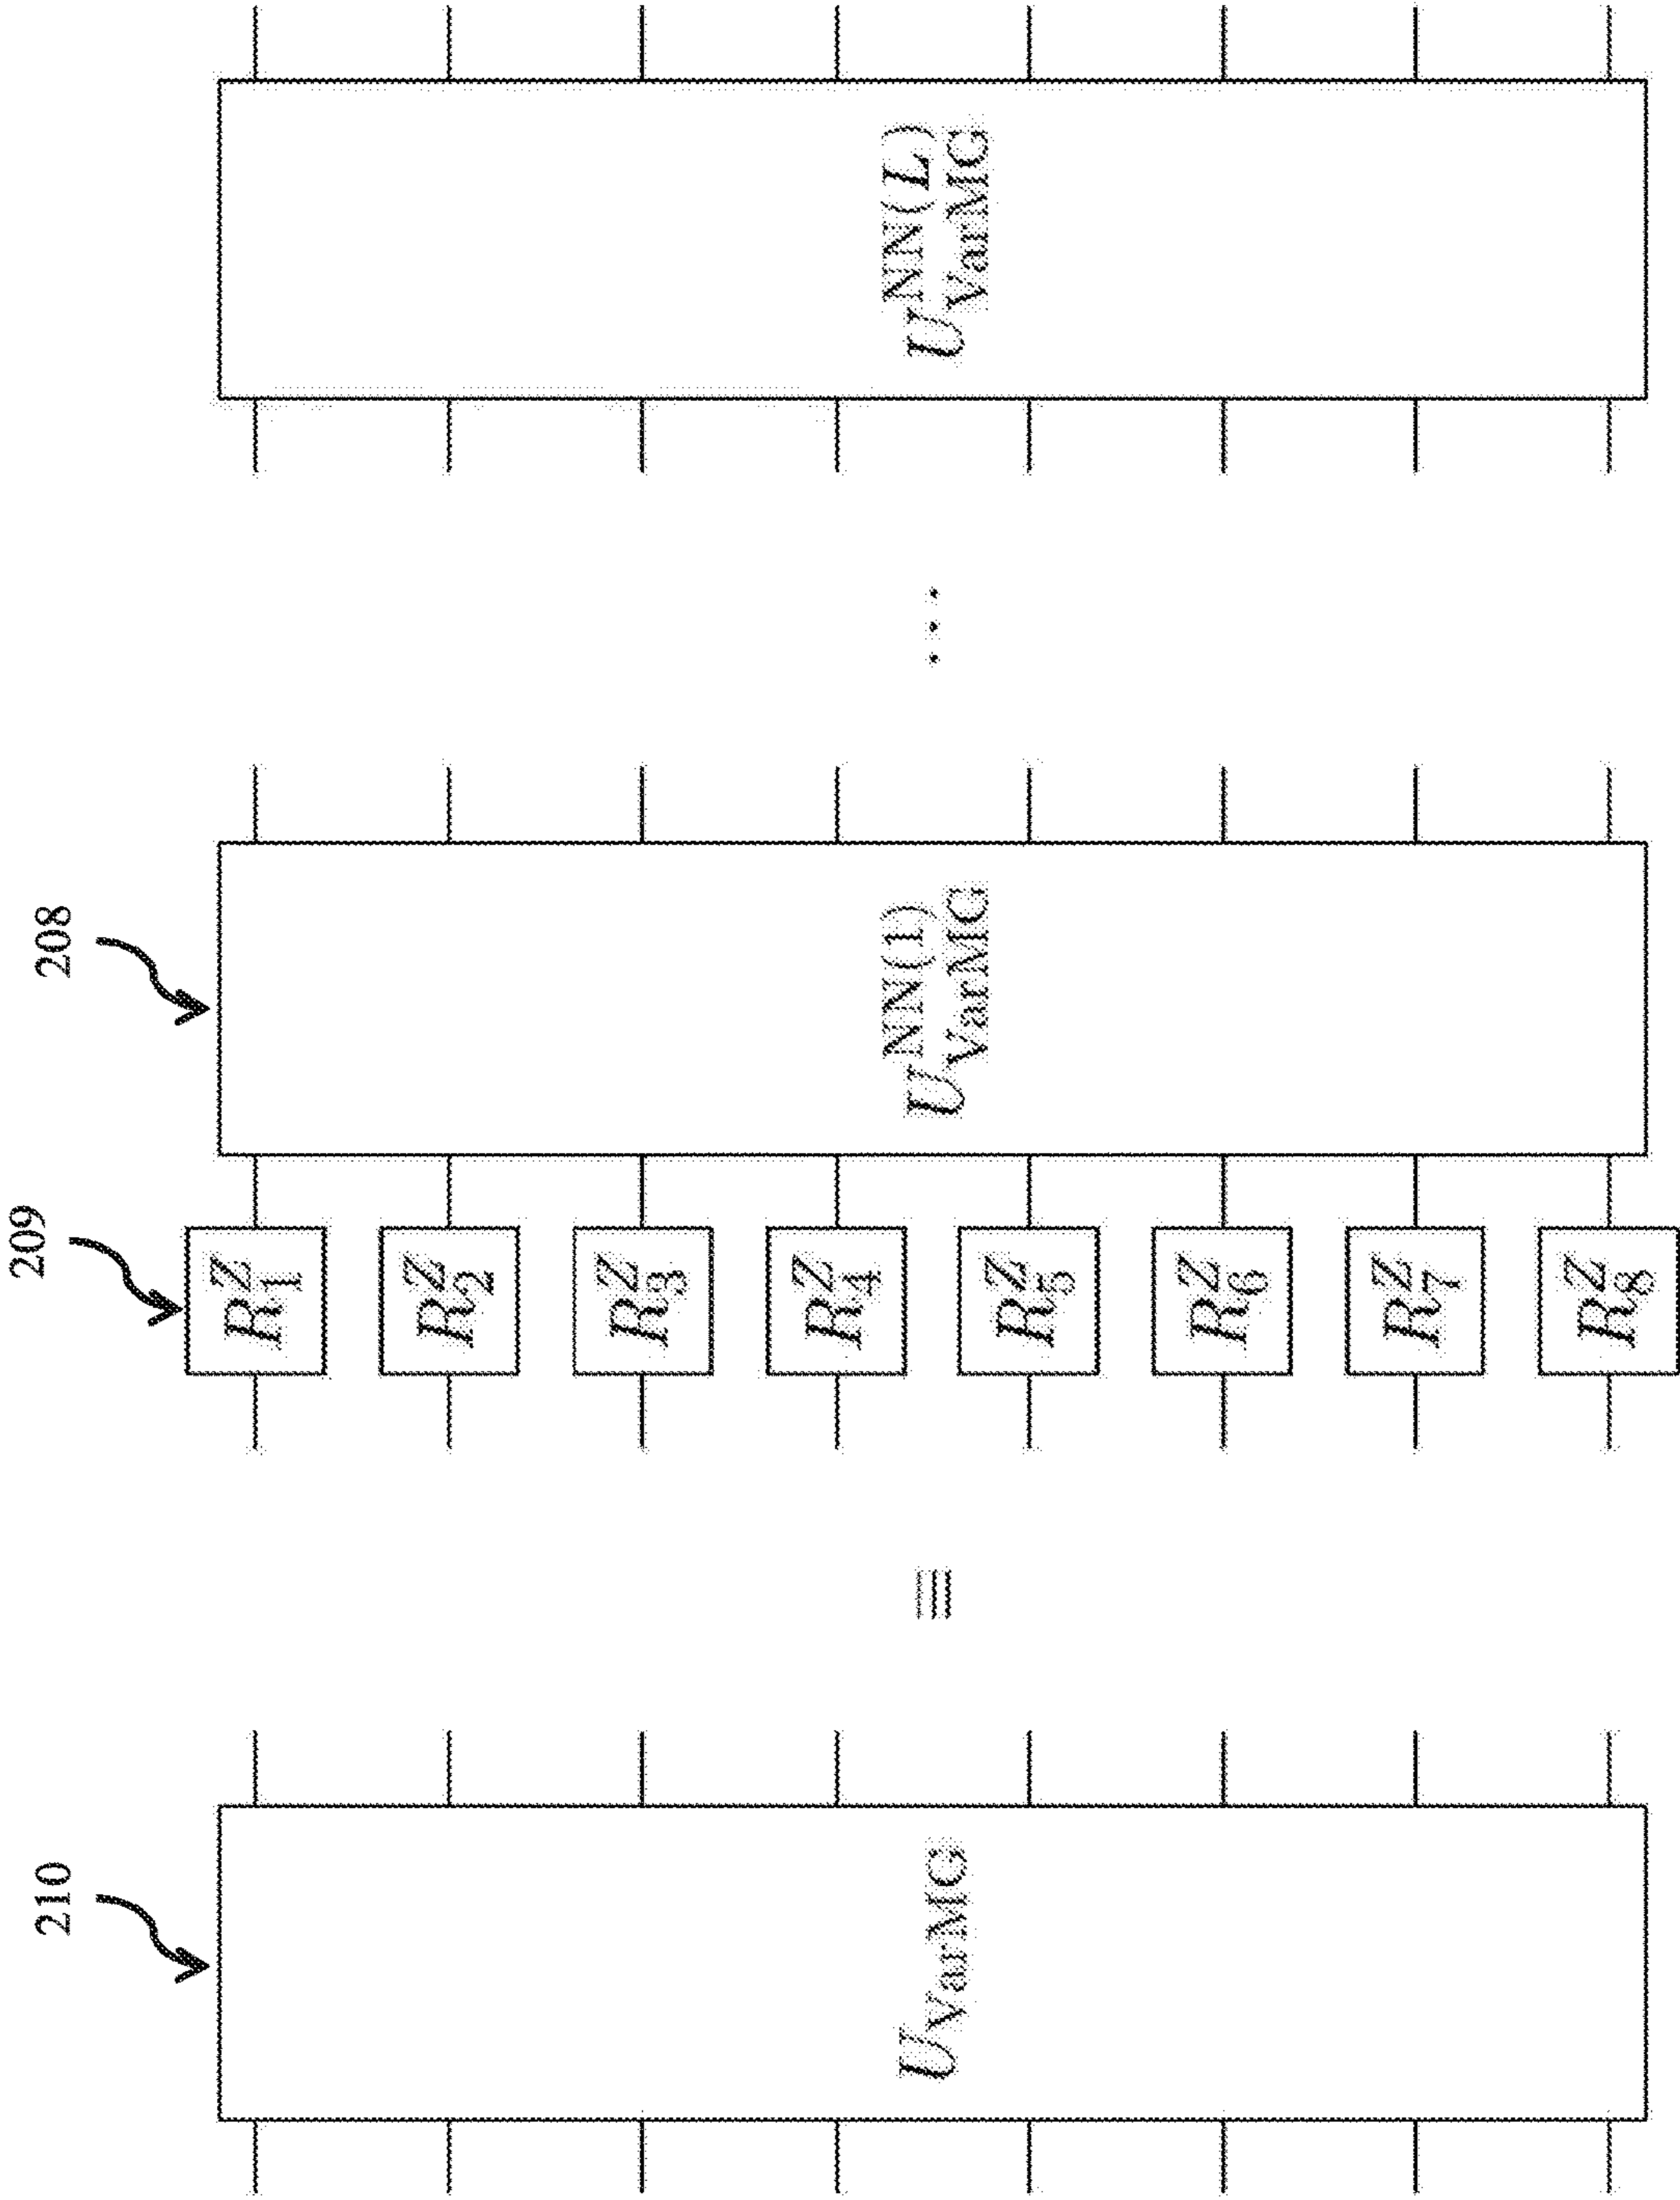 210
209
208
U_VarMG
≡
R_1^Z
R_2^Z
R_3^Z
R_4^Z
R_5^Z
R_6^Z
R_7^Z
R_8^Z
U_VarMG^NN(1)
...
U_VarMG^NN(L)